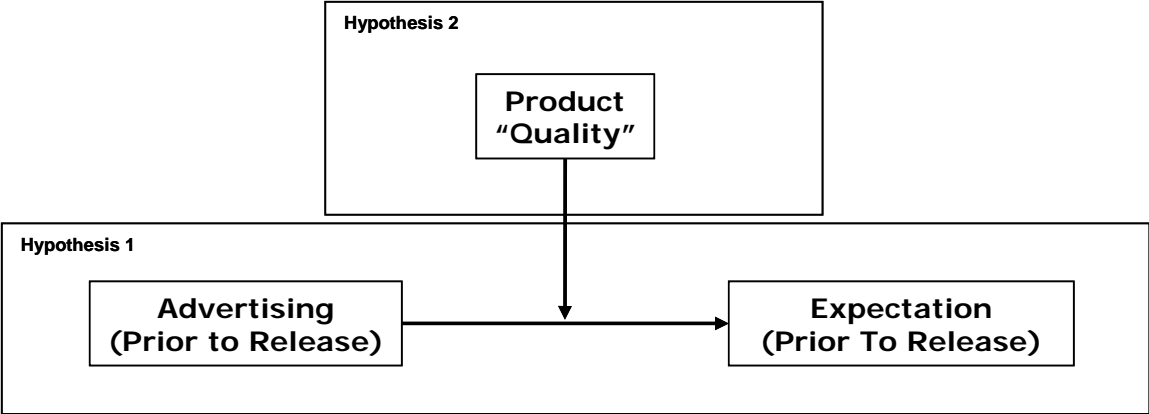 Hypothesis 2
Product
“Quality”
Hypothesis 1
Advertising
(Prior to Release)
Expectation
(Prior To Release)